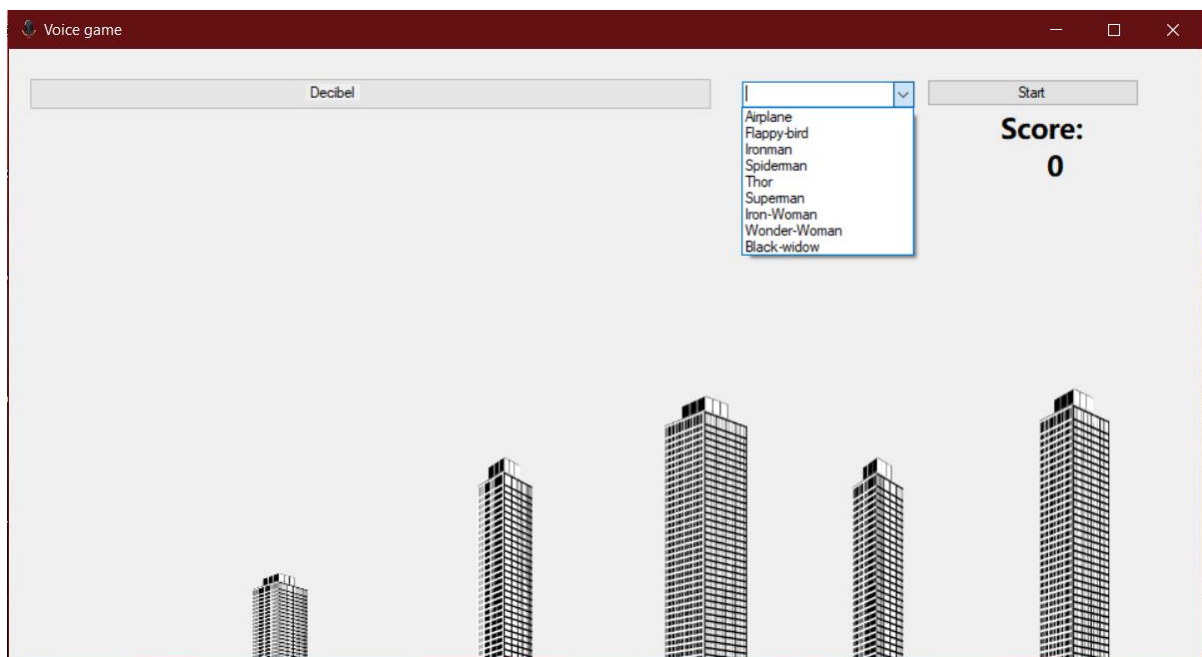 Voice game
Decibel
Start
Airplane
Flappy-bird
Ironman
Spiderman
Thor
Superman
Iron-Woman
Wonder-Woman
Black-widow
Score:
0